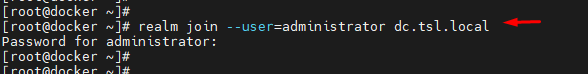 [root@docker ~]#
[root@docker ~]# realm join --user=administrator dc.tsl.local
Password for administrator:
[root@docker ~]#
[root@docker ~]#